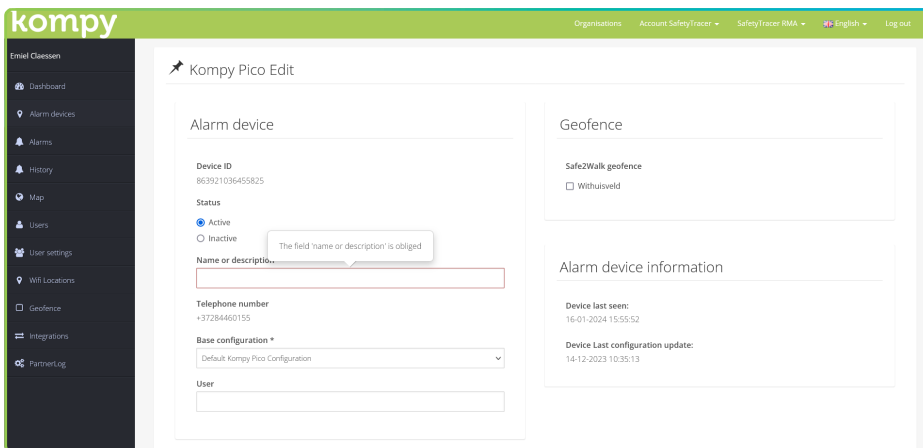 kompy
Organisations Account SafetyTracer SafetyTracer RMA English Log out
Emiel Claessen
Dashboard
Alarm devices
Alarms
History
Map
Users
User settings
Wifi Locations
Geofence
Integrations
PartnerLog
Kompy Pico Edit
Alarm device
Device ID
863921036455825
Status
Active
Inactive
The field 'name or description' is obliged
Name or description
Telephone number
+37284460155
Base configuration *
Default Kompy Pico Configuration
User
Geofence
Safe2Walk geofence
Withuisveld
Alarm device information
Device last seen:
16-01-2024 15:55:52
Device Last configuration update:
14-12-2023 10:35:13